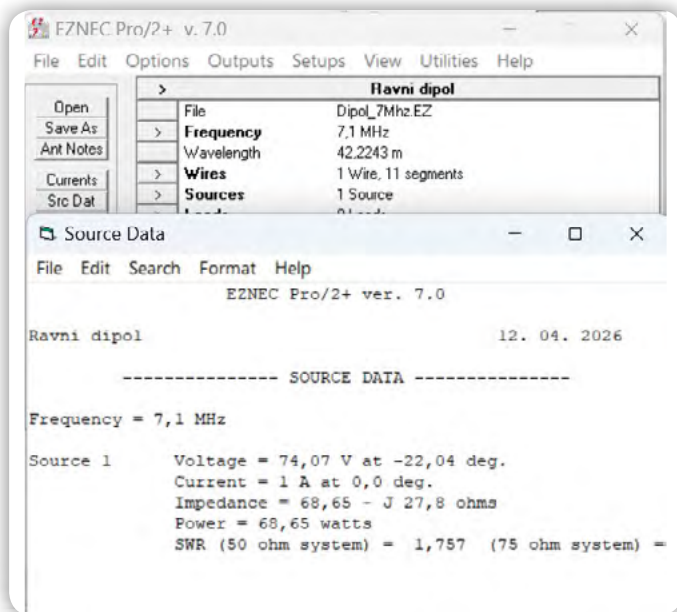 EZNEC Pro/2+ v. 7.0
File Edit Options Outputs Setups View Utilities Help
Open
Save As
Ant Notes
Currents
Src Dat
> Ravni dipol
File Dipol_7Mhz.EZ
> Frequency 7,1 MHz
Wavelength 42,2243 m
> Wires 1 Wire, 11 segments
> Sources 1 Source
Source Data
File Edit Search Format Help
EZNEC Pro/2+ ver. 7.0
Ravni dipol 12. 04. 2026
--------------- SOURCE DATA ---------------
Frequency = 7,1 MHz
Source 1 Voltage = 74,07 V at -22,04 deg.
Current = 1 A at 0,0 deg.
Impedance = 68,65 - J 27,8 ohms
Power = 68,65 watts
SWR (50 ohm system) = 1,757 (75 ohm system) =